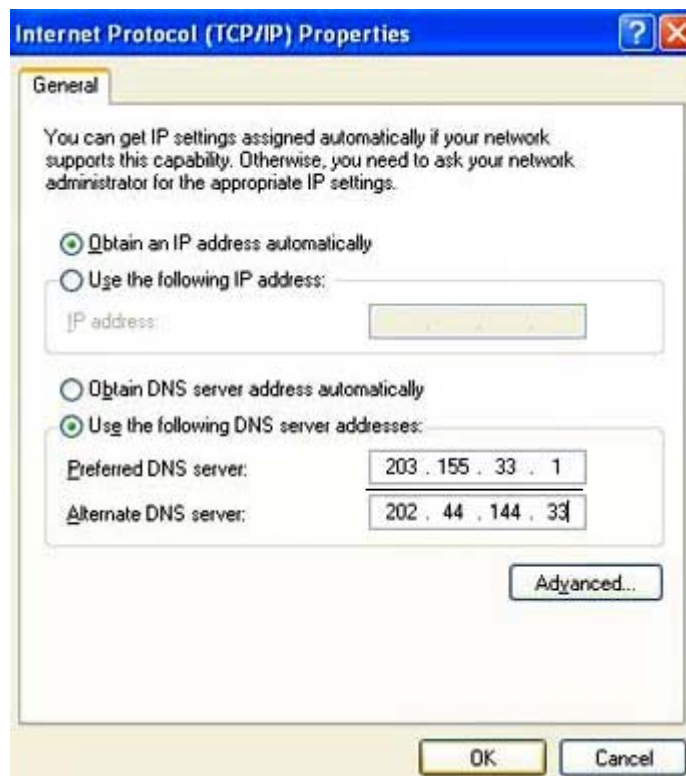 Internet Protocol (TCP/IP) Properties
General
You can get IP settings assigned automatically if your network
supports this capability. Otherwise, you need to ask your network
administrator for the appropriate IP settings.
Obtain an IP address automatically
Use the following IP address:
IP address:
Obtain DNS server address automatically
Use the following DNS server addresses:
Preferred DNS server: 203 . 155 . 33 . 1
Alternate DNS server: 202 . 44 . 144 . 33
Advanced...
OK Cancel